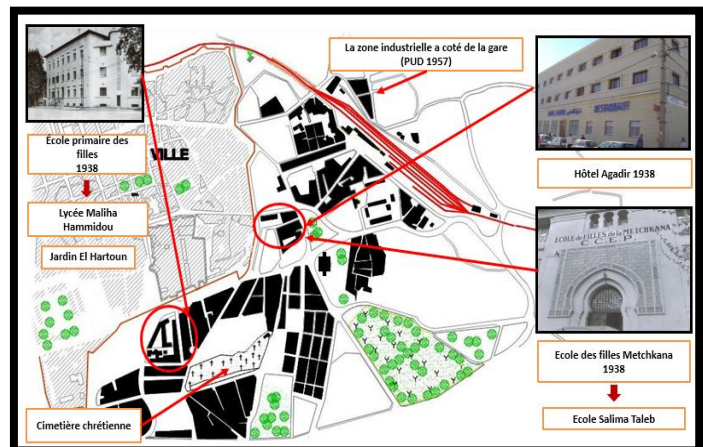 La zone industrielle a coté de la gare
(PUD 1957)
École primaire des
filles
1938
VILLE
Hôtel Agadir 1938
Lycée Maliha
Hammidou
Jardin El Hartoun
ECOLE de FILLES de la METCHKANA
C.C.E.P.
Ecole des filles Metchkana
1938
Cimetière chrétienne
Ecole Salima Taleb